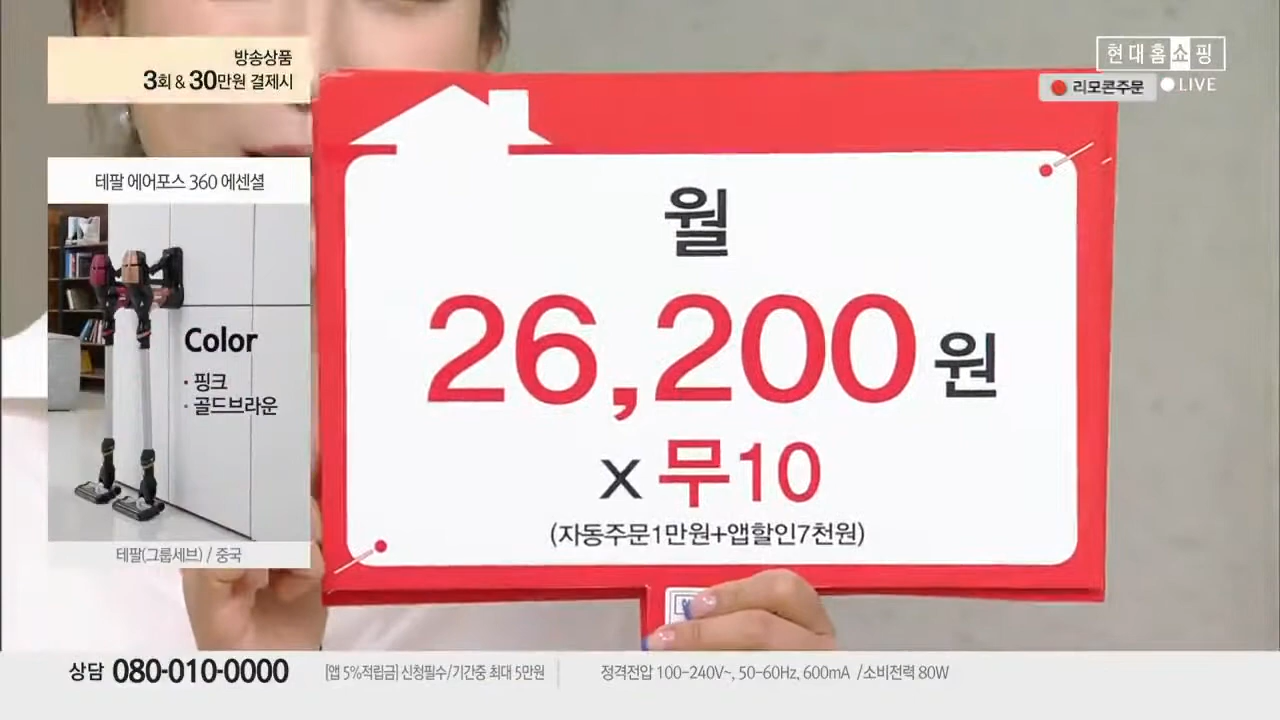 방송상품
3회 & 30만원 결제시
현대홈쇼핑
리모콘주문
LIVE
테팔 에어포스 360 에센셜
Color
· 핑크
· 골드브라운
테팔(그룹세브) / 중국
월
26,200 원
x 무10
(자동주문1만원+앱할인7천원)
상담 080-010-0000
[앱 5%적립금] 신청필수/기간중 최대 5만원
정격전압 100-240V~, 50-60Hz, 600mA /소비전력 80W